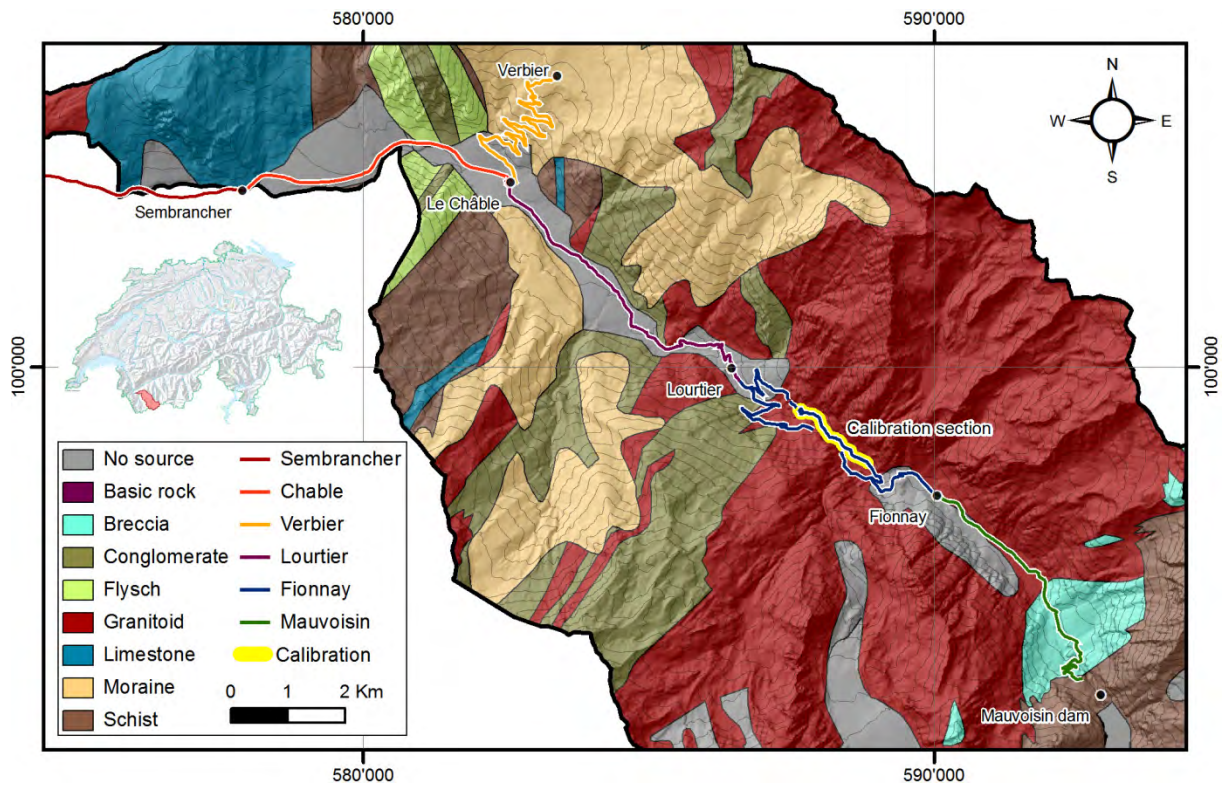 580'000
590'000
Verbier
N
W
E
S
Le Châble
Sembrancher
100'000
100'000
Lourtier
Calibration section
Fionnay
Mauvoisin dam
No source
Basic rock
Breccia
Conglomerate
Flysch
Granitoid
Limestone
Moraine
Schist
Sembrancher
Chable
Verbier
Lourtier
Fionnay
Mauvoisin
Calibration
0 1 2 Km
580'000
590'000